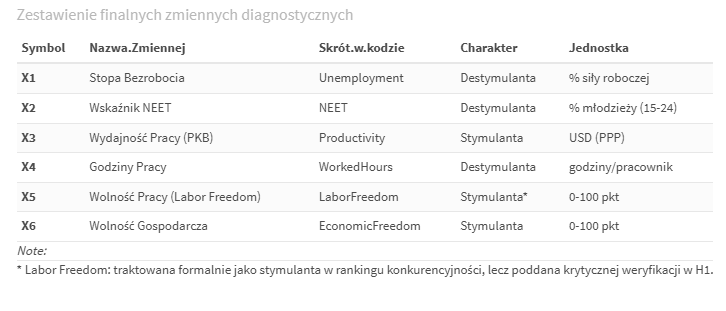 Zestawienie finalnych zmiennych diagnostycznych
Symbol Nazwa.Zmiennej Skrót.w.kodzie Charakter Jednostka
X1 Stopa Bezrobocia Unemployment Destymulanta % siły roboczej
X2 Wskaźnik NEET NEET Destymulanta % młodzieży (15-24)
X3 Wydajność Pracy (PKB) Productivity Stymulanta USD (PPP)
X4 Godziny Pracy WorkedHours Destymulanta godziny/pracownik
X5 Wolność Pracy (Labor Freedom) LaborFreedom Stymulanta* 0-100 pkt
X6 Wolność Gospodarcza EconomicFreedom Stymulanta 0-100 pkt
Note:
* Labor Freedom: traktowana formalnie jako stymulanta w rankingu konkurencyjności, lecz poddana krytycznej weryfikacji w H1.